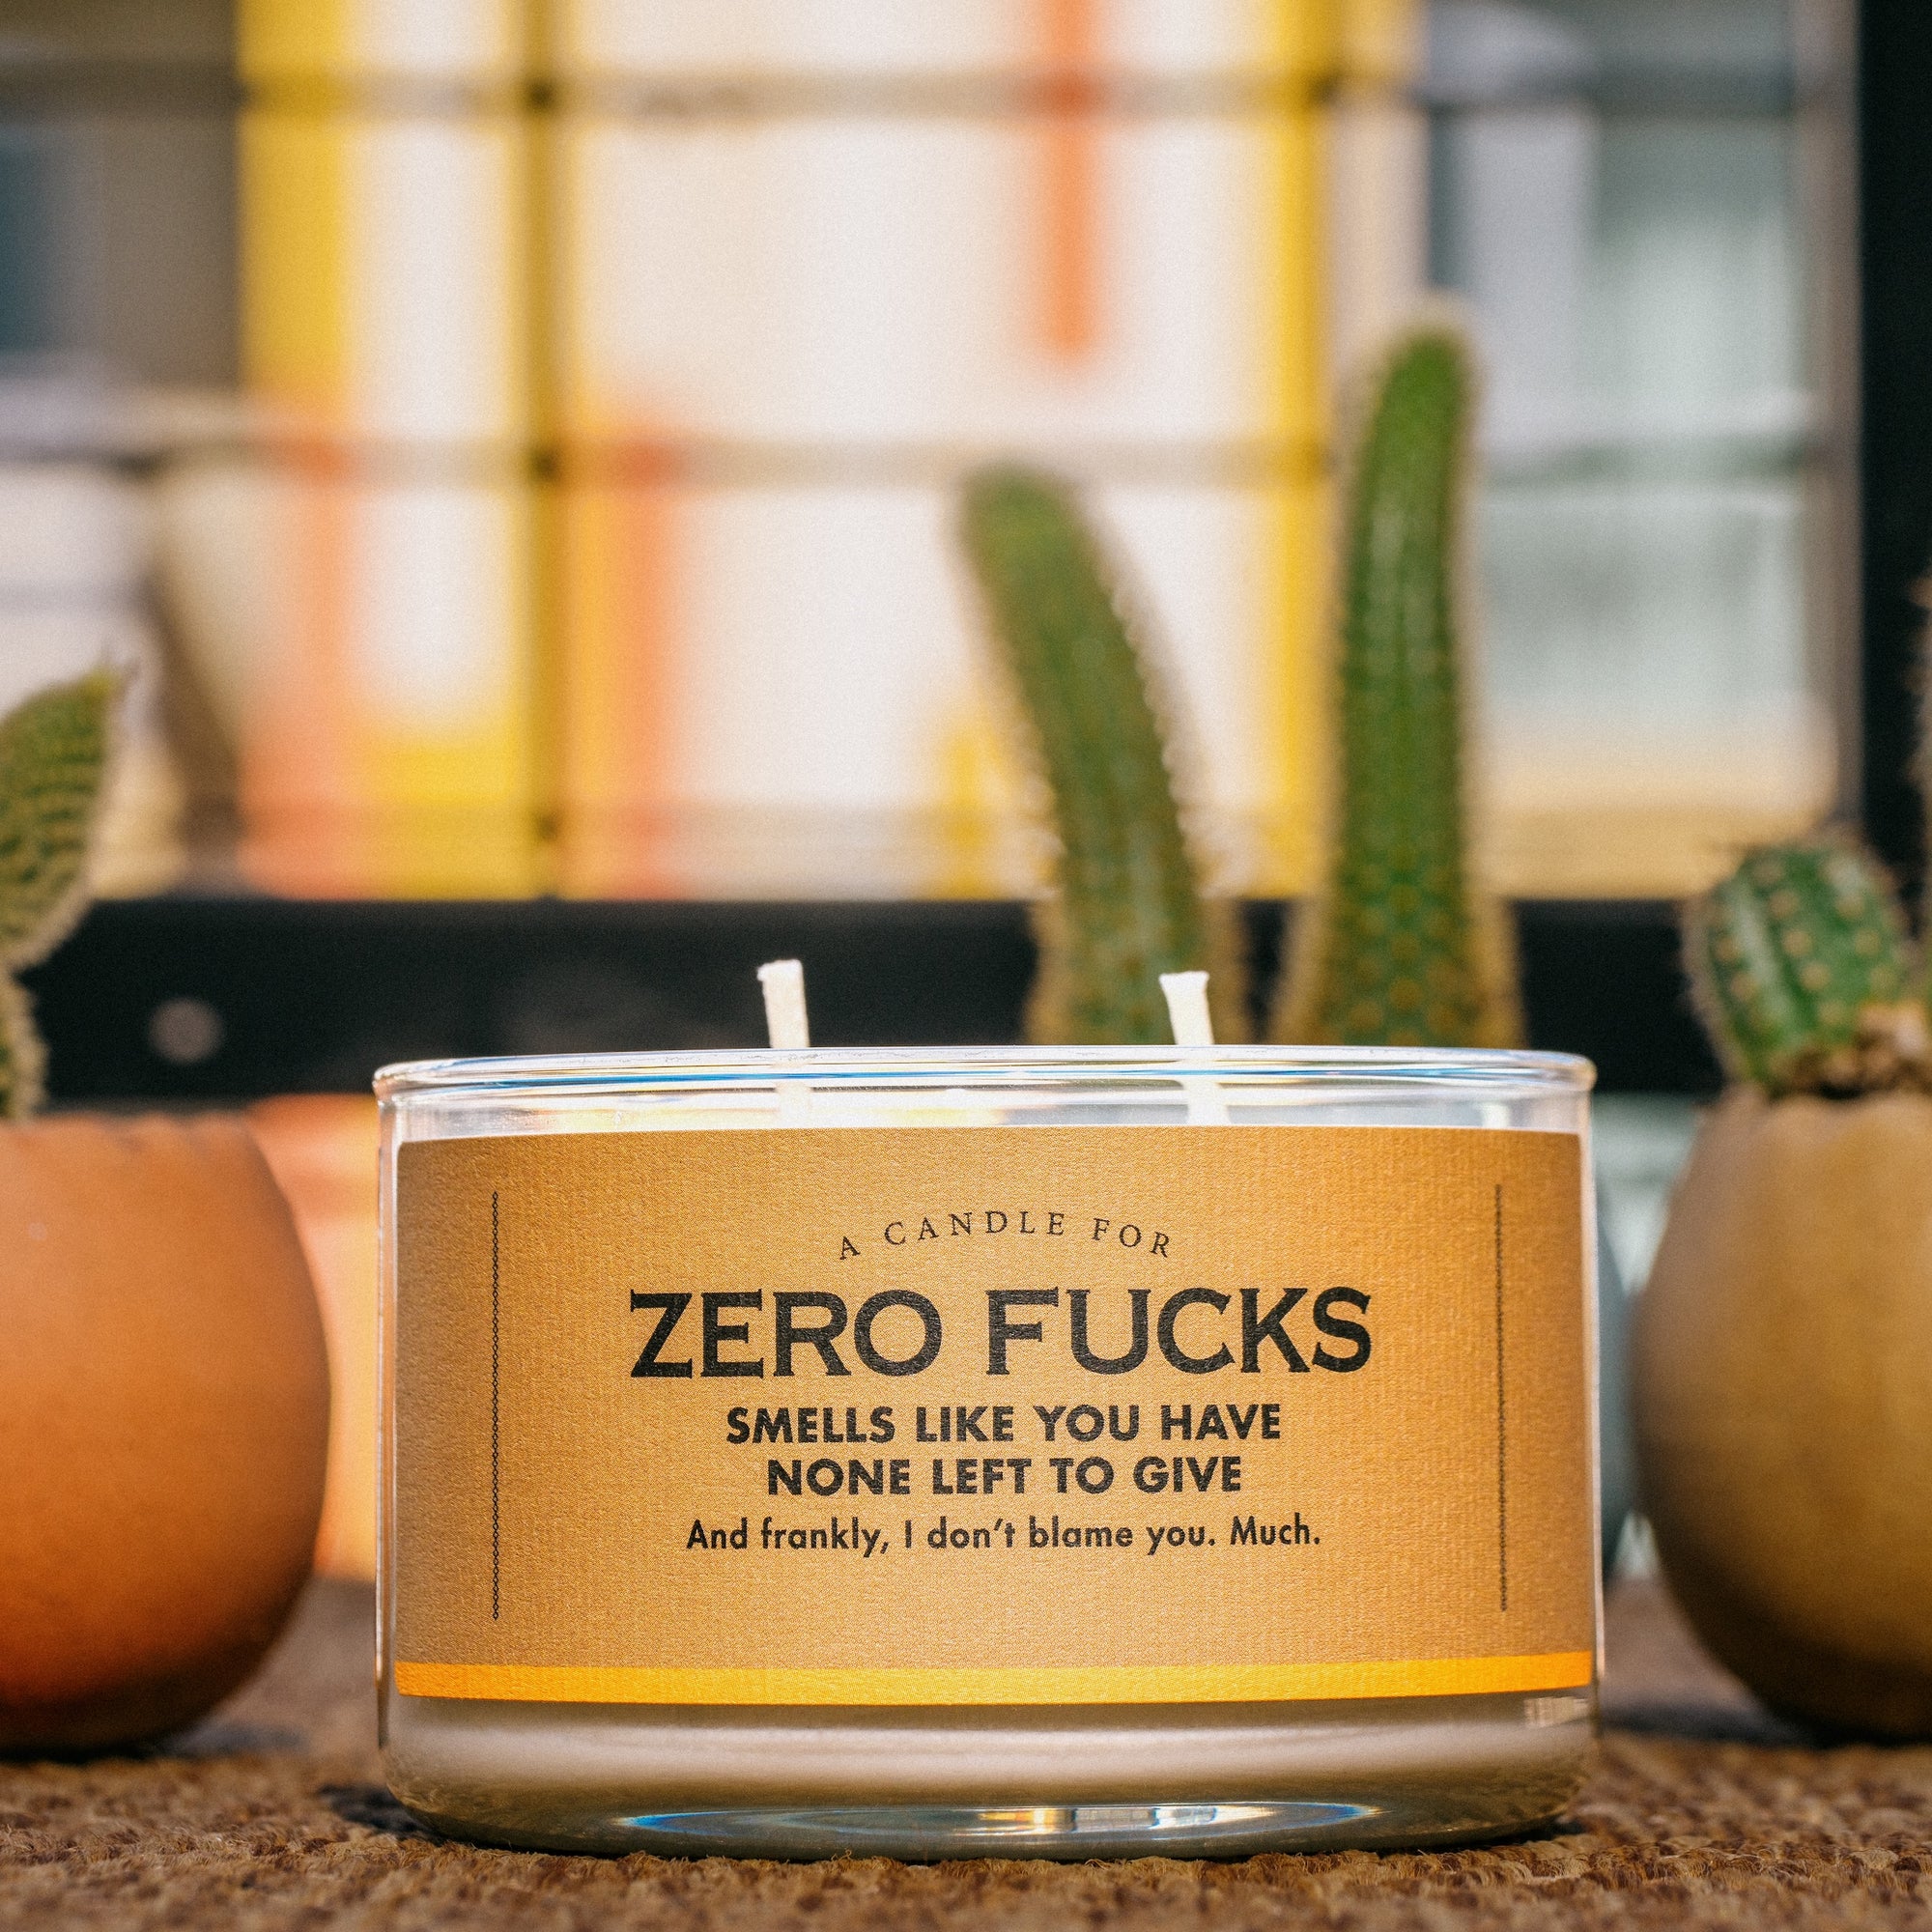 A CANDLE FOR
ZERO FUCKS
SMELLS LIKE YOU HAVE
NONE LEFT TO GIVE
And frankly, I don't blame you. Much.